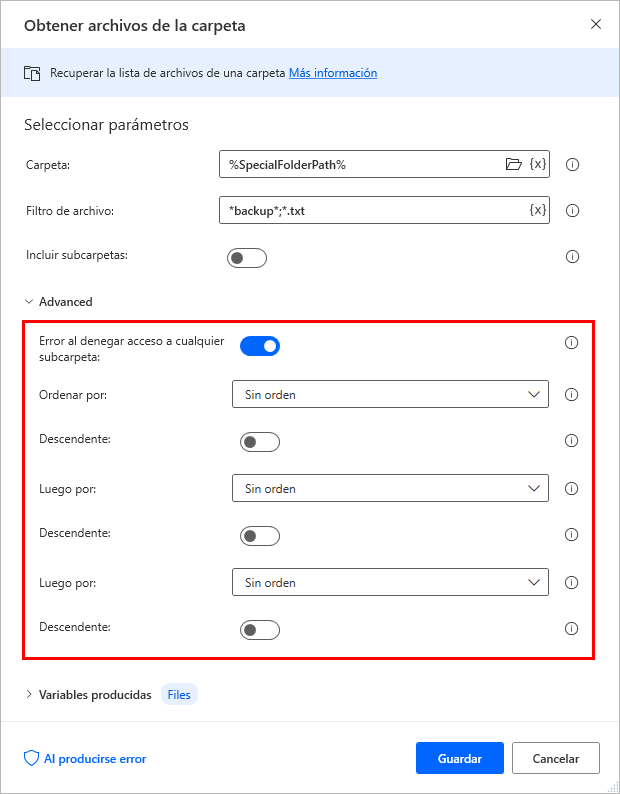 Obtener archivos de la carpeta
Recuperar la lista de archivos de una carpeta Más información
Seleccionar parámetros
Carpeta: %SpecialFolderPath% {x}
Filtro de archivo: *backup*;*.txt {x}
Incluir subcarpetas:
Advanced
Error al denegar acceso a cualquier
subcarpeta:
Ordenar por: Sin orden
Descendente:
Luego por: Sin orden
Descendente:
Luego por: Sin orden
Descendente:
Variables producidas Files
Al producirse error Guardar Cancelar